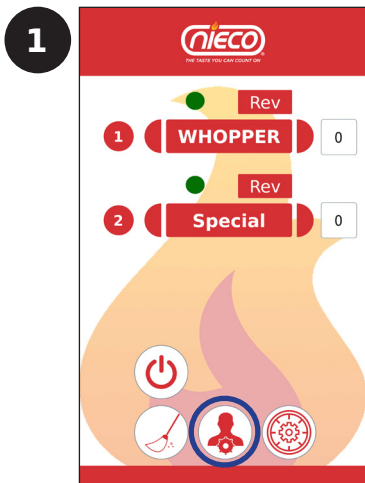 1
nieco
THE TASTE YOU CAN COUNT ON
Rev
1 WHOPPER 0
Rev
2 Special 0